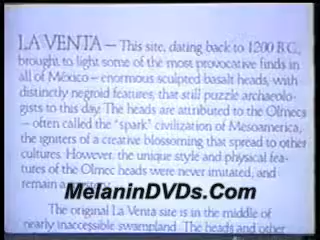 LA VENTA — This site, dating back to 1200 B.C.,
brought to light some of the most provocative finds in
all of México — enormous sculpted basalt heads, with
distinctly negroid features, that still puzzle archaeolo-
gists to this day. The heads are attributed to the Olmecs
— often called the "spark" civilization of Mesoamerica,
the igniters of a creative blossoming that spread to other
cultures. However, the unique style and physical fea-
tures of the Olmec heads were never imitated, and
remain a
MelaninDVDs.Com
The original La Venta site is in the middle of
nearly inaccessible swampland. The heads and other